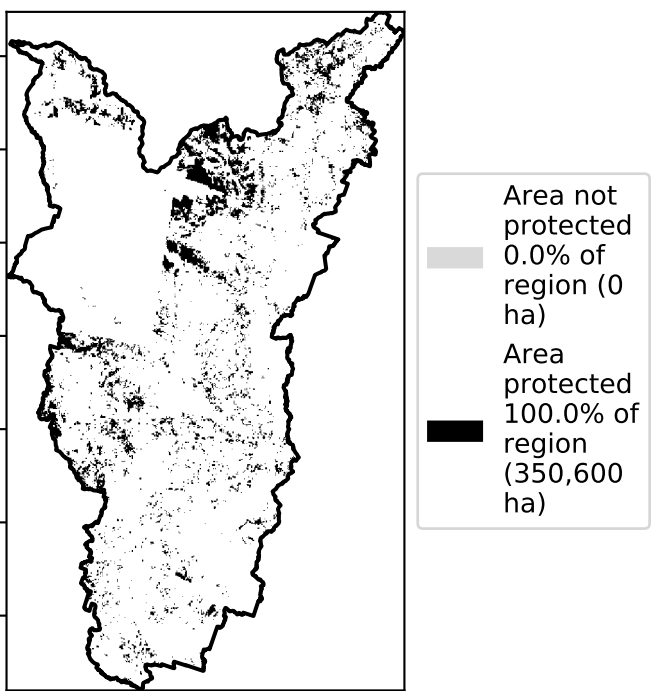 Area not
protected
0.0% of
region (0
ha)
Area
protected
100.0% of
region
(350,600
ha)